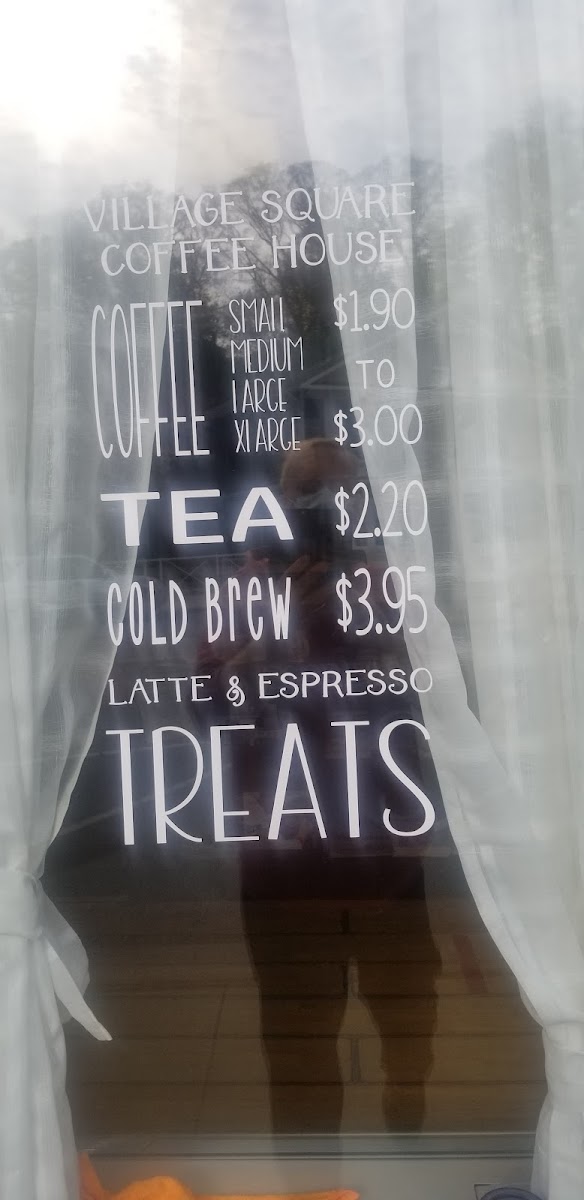 VILLAGE SQUARE
COFFEE HOUSE
COFFEE
SMALL
MEDIUM
LARGE
XLARGE
$1.90
TO
$3.00
TEA $2.20
COLD BreW $3.95
LATTE & ESPRESSO
TREATS